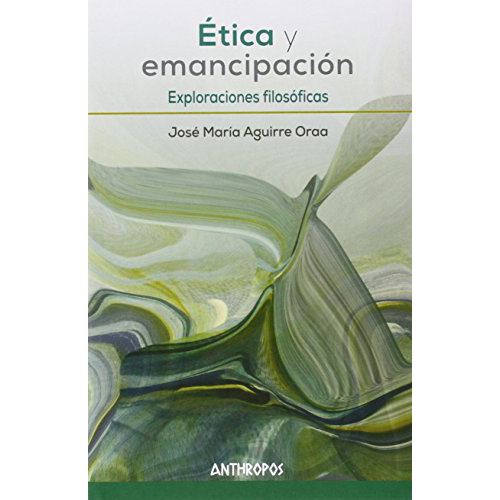 Ética y
emancipación
Exploraciones filosóficas
José María Aguirre Oraa
ANTHROPOS